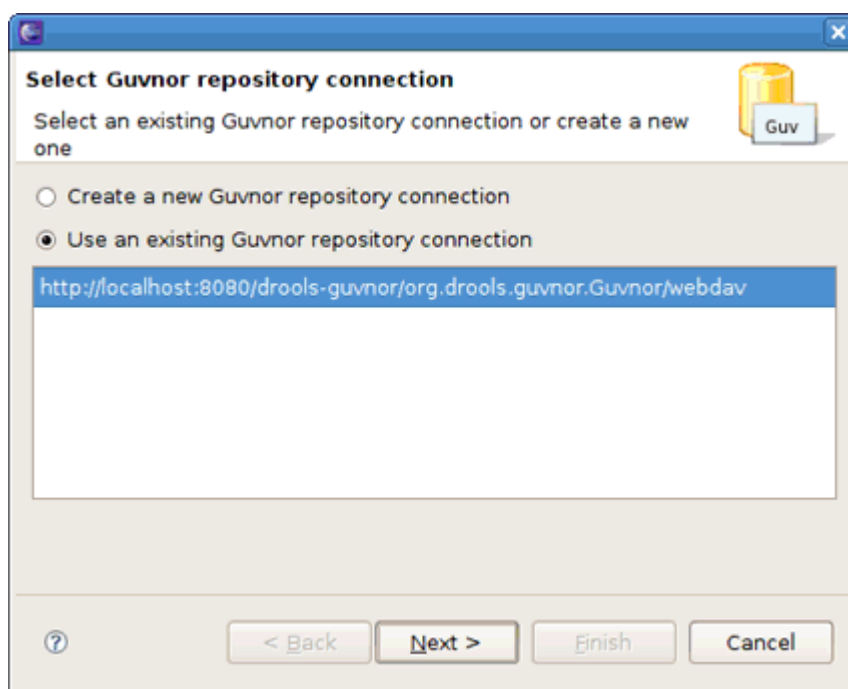 Select Guvnor repository connection
Select an existing Guvnor repository connection or create a new
one
Guv
Create a new Guvnor repository connection
Use an existing Guvnor repository connection
http://localhost:8080/drools-guvnor/org.drools.guvnor.Guvnor/webdav
? < Back Next > Finish Cancel